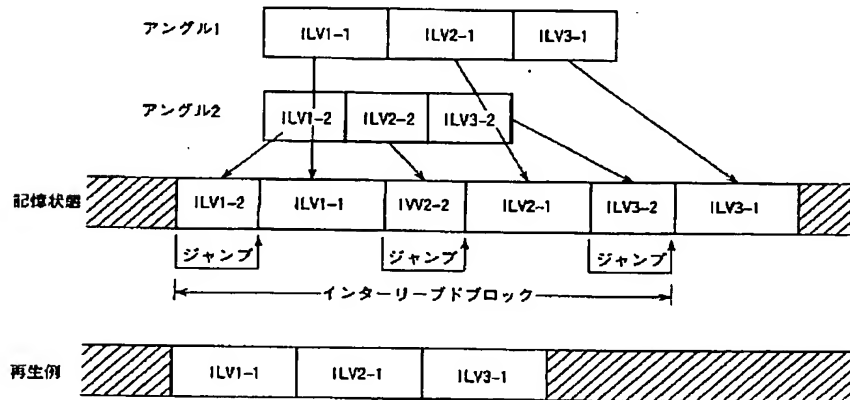 アングル1 ILV1-1 ILV2-1 ILV3-1
アングル2 ILV1-2 ILV2-2 ILV3-2
記憶状態 ILV1-2 ILV1-1 IVV2-2 ILV2-1 ILV3-2 ILV3-1
ジャンプ ジャンプ ジャンプ
インターリーブドブロック
再生例 ILV1-1 ILV2-1 ILV3-1